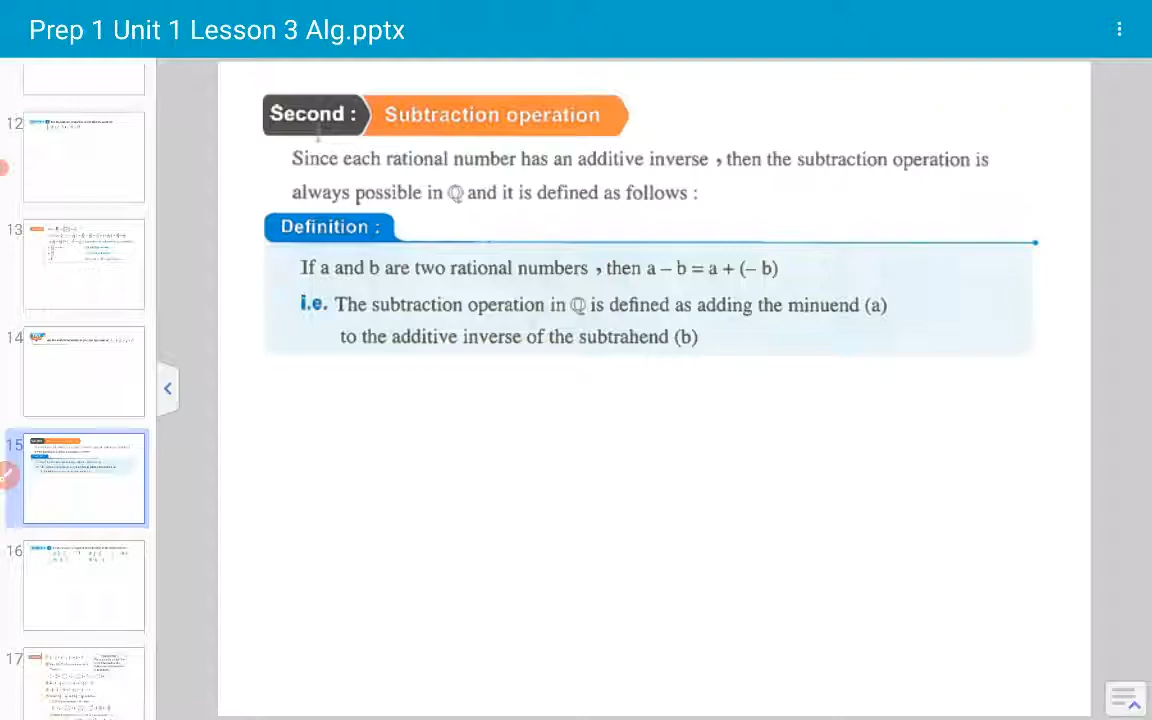 Prep 1 Unit 1 Lesson 3 Alg.pptx
Second : Subtraction operation
Since each rational number has an additive inverse , then the subtraction operation is
always possible in ℚ and it is defined as follows :
Definition :
If a and b are two rational numbers , then a – b = a + (– b)
i.e. The subtraction operation in ℚ is defined as adding the minuend (a)
to the additive inverse of the subtrahend (b)
12
13
14
15
16
17